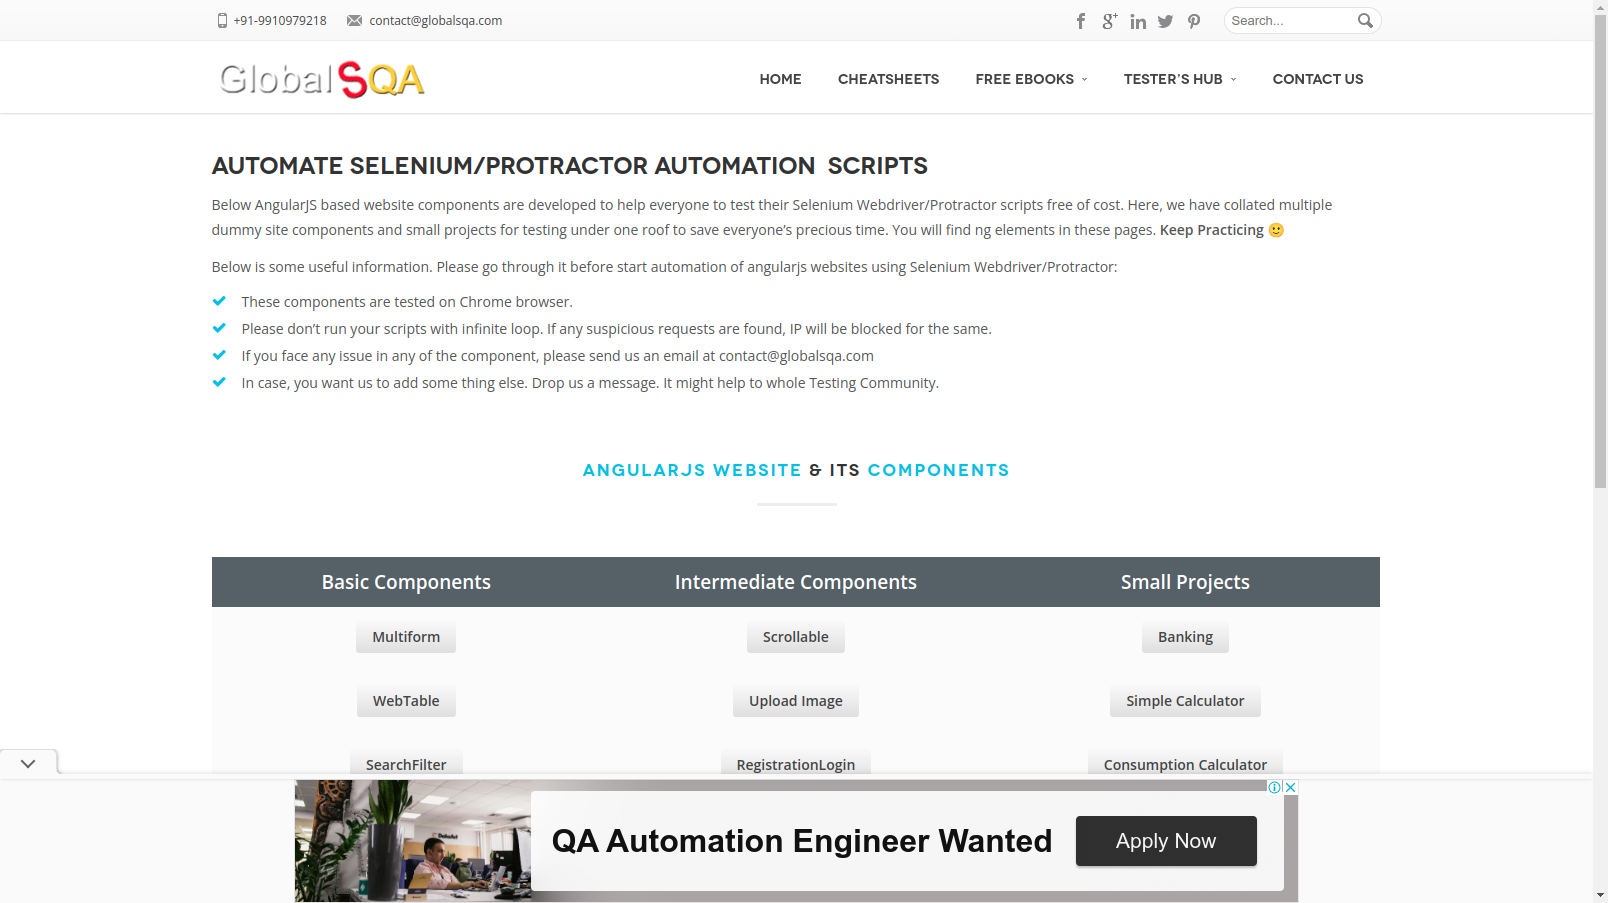 +91-9910979218 contact@globalsqa.com Search...
GlobalSQA
HOME CHEATSHEETS FREE EBOOKS TESTER'S HUB CONTACT US
AUTOMATE SELENIUM/PROTRACTOR AUTOMATION SCRIPTS
Below AngularJS based website components are developed to help everyone to test their Selenium Webdriver/Protractor scripts free of cost. Here, we have collated multiple
dummy site components and small projects for testing under one roof to save everyone's precious time. You will find ng elements in these pages. Keep Practicing 🙂
Below is some useful information. Please go through it before start automation of angularjs websites using Selenium Webdriver/Protractor:
These components are tested on Chrome browser.
Please don't run your scripts with infinite loop. If any suspicious requests are found, IP will be blocked for the same.
If you face any issue in any of the component, please send us an email at contact@globalsqa.com
In case, you want us to add some thing else. Drop us a message. It might help to whole Testing Community.
ANGULARJS WEBSITE & ITS COMPONENTS
Basic Components Intermediate Components Small Projects
Multiform Scrollable Banking
WebTable Upload Image Simple Calculator
SearchFilter RegistrationLogin Consumption Calculator
QA Automation Engineer Wanted Apply Now